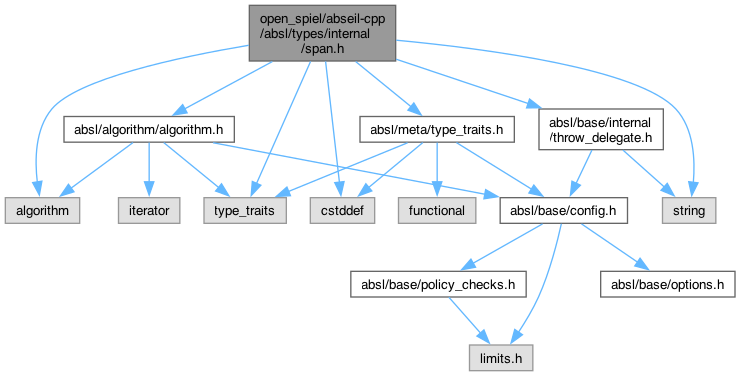 open_spiel/abseil-cpp
/absl/types/internal
/span.h
absl/algorithm/algorithm.h
absl/meta/type_traits.h
absl/base/internal
/throw_delegate.h
algorithm
iterator
type_traits
cstddef
functional
absl/base/config.h
string
absl/base/policy_checks.h
absl/base/options.h
limits.h